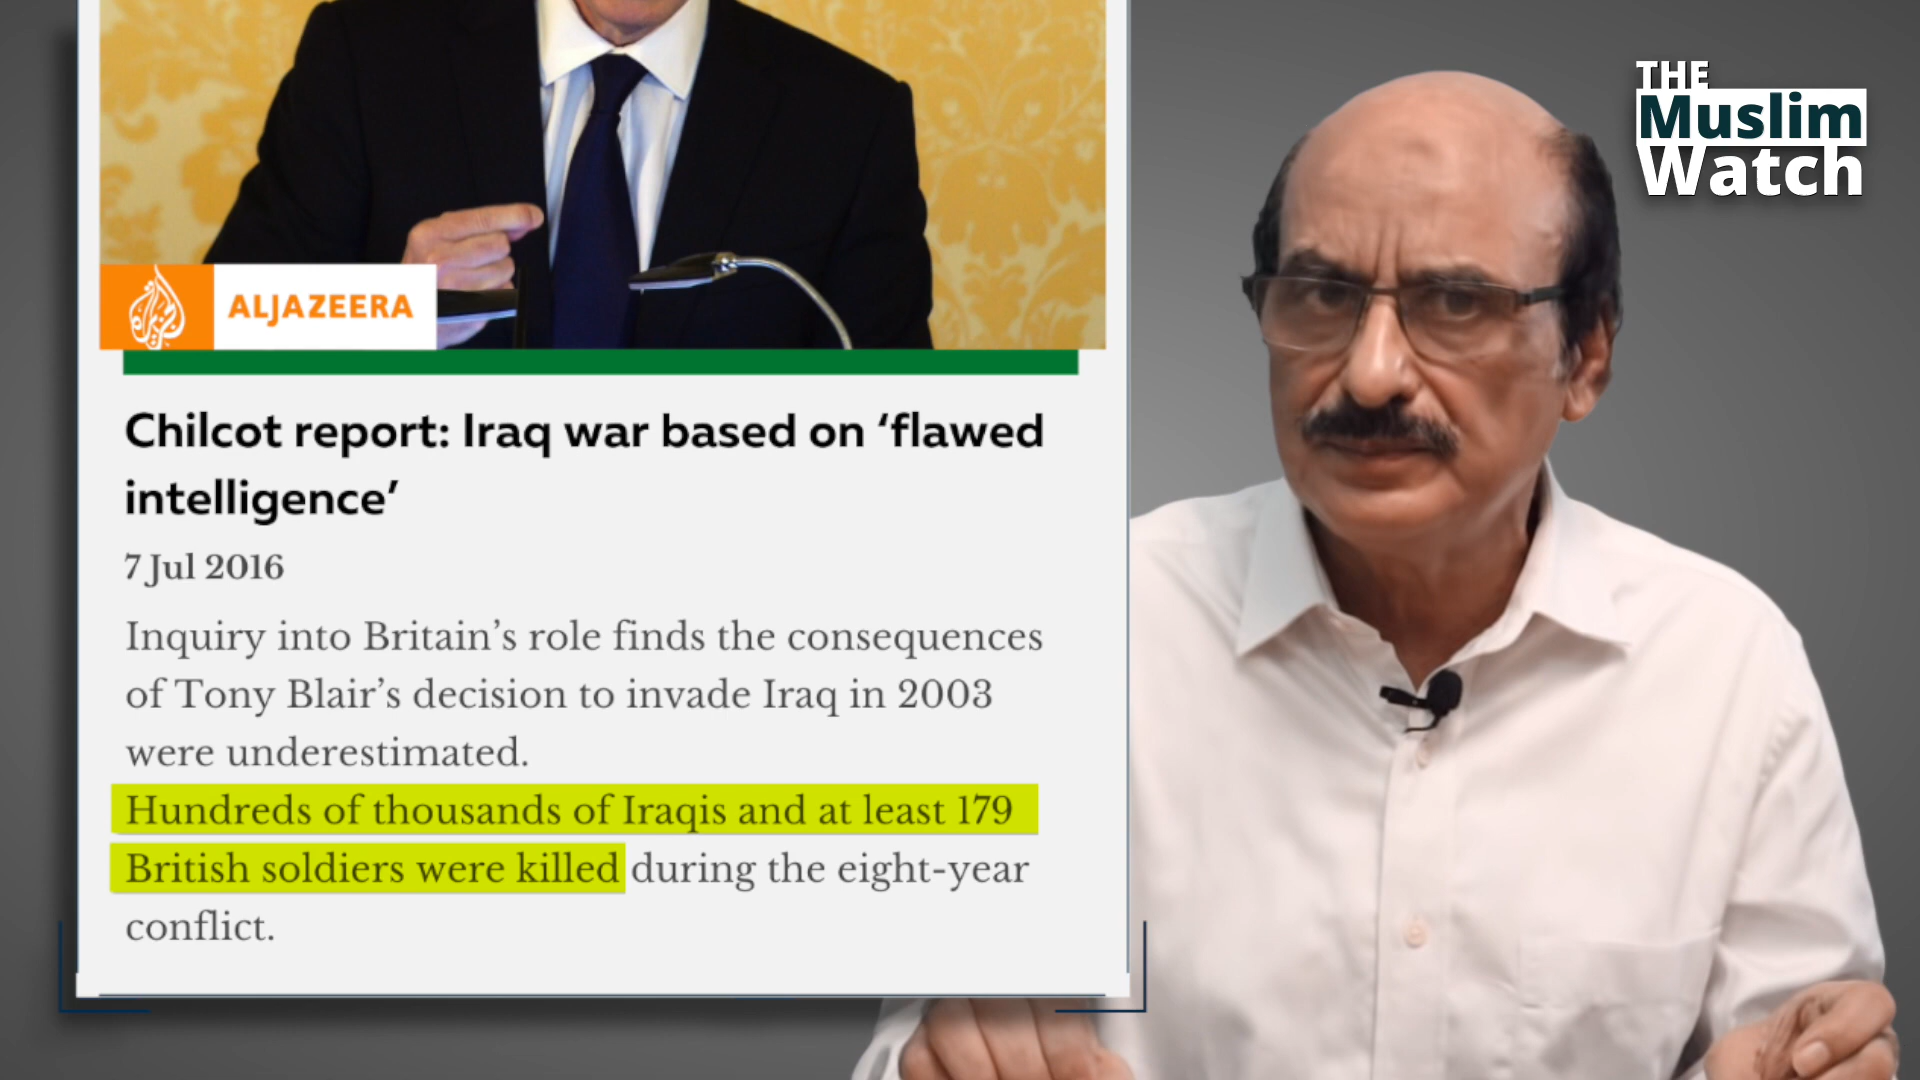 THE
Muslim
Watch
ALJAZEERA
Chilcot report: Iraq war based on ‘flawed
intelligence’
7 Jul 2016
Inquiry into Britain’s role finds the consequences
of Tony Blair’s decision to invade Iraq in 2003
were underestimated.
Hundreds of thousands of Iraqis and at least 179
British soldiers were killed during the eight-year
conflict.